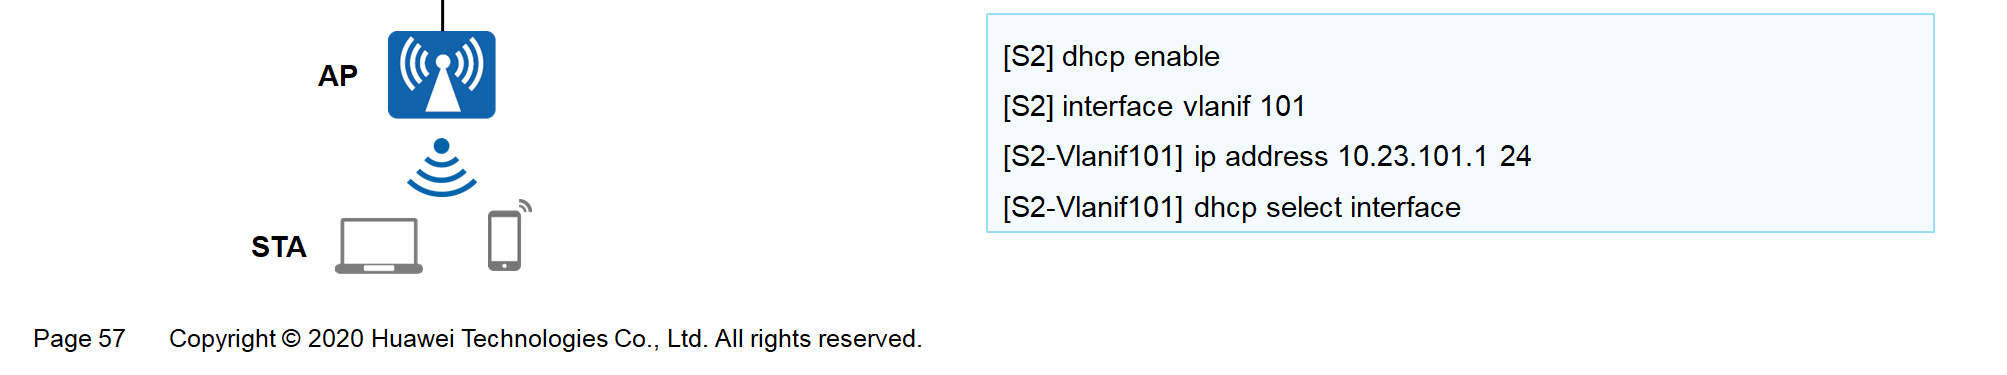 AP
STA
[S2] dhcp enable
[S2] interface vlanif 101
[S2-Vlanif101] ip address 10.23.101.1 24
[S2-Vlanif101] dhcp select interface
Page 57 Copyright © 2020 Huawei Technologies Co., Ltd. All rights reserved.